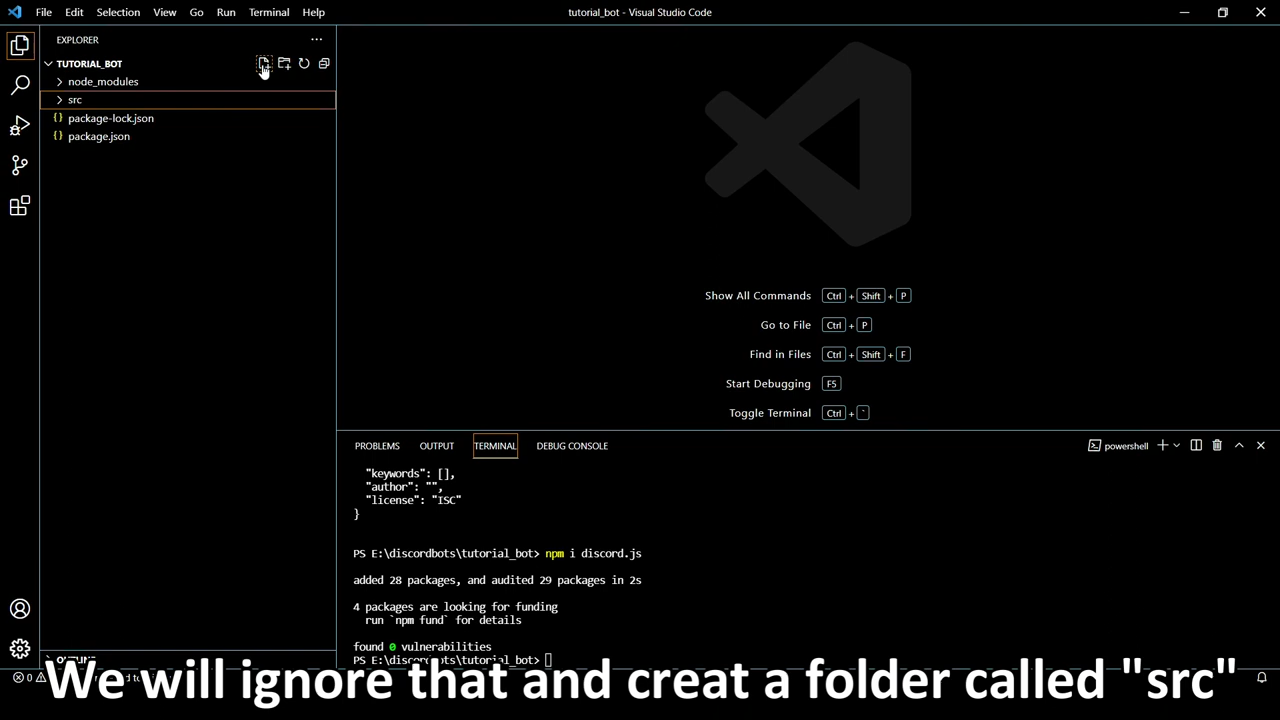 File Edit Selection View Go Run Terminal Help
tutorial_bot - Visual Studio Code
EXPLORER
TUTORIAL_BOT
node_modules
src
package-lock.json
package.json
Show All Commands Ctrl + Shift + P
Go to File Ctrl + P
Find in Files Ctrl + Shift + F
Start Debugging F5
Toggle Terminal Ctrl + `
PROBLEMS OUTPUT TERMINAL DEBUG CONSOLE
powershell
"keywords": [],
"author": "",
"license": "ISC"
}
PS E:\discordbots\tutorial_bot> npm i discord.js
added 28 packages, and audited 29 packages in 2s
4 packages are looking for funding
run `npm fund` for details
found 0 vulnerabilities
PS E:\discordbots\tutorial_bot>
OUTLINE
0
We will ignore that and creat a folder called "src"